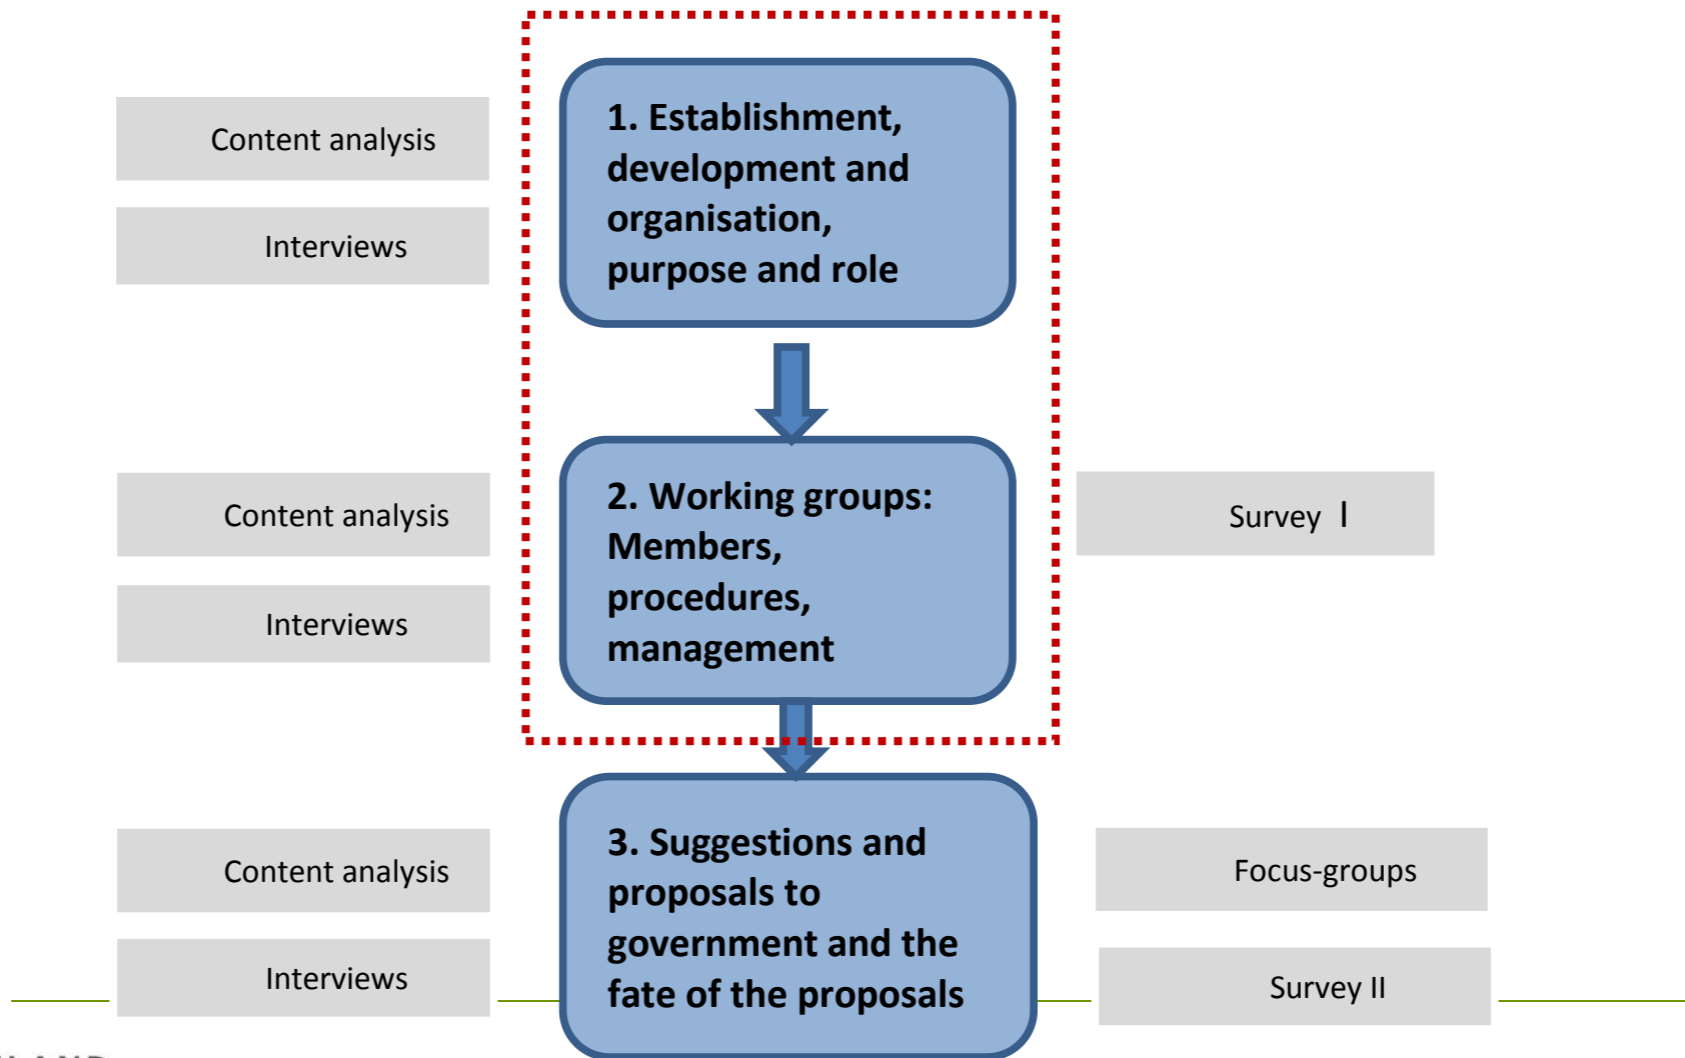 Content analysis
Interviews
1. Establishment,
development and
organisation,
purpose and role
Content analysis
Interviews
2. Working groups:
Members,
procedures,
management
Survey I
Content analysis
Interviews
3. Suggestions and
proposals to
government and the
fate of the proposals
Focus-groups
Survey II